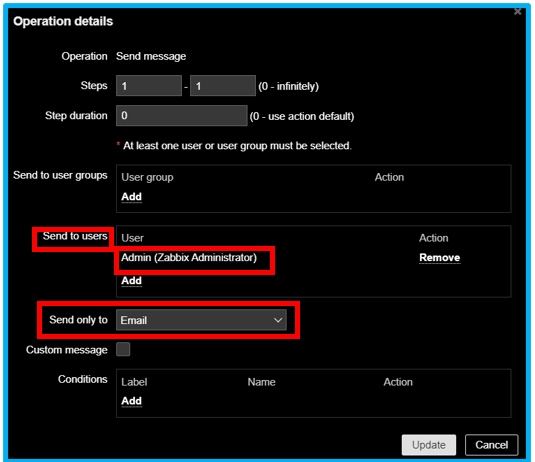 Operation details
Operation Send message
Steps 1 - 1 (0 - infinitely)
Step duration 0 (0 - use action default)
* At least one user or user group must be selected.
Send to user groups User group Action
Add
Send to users User Action
Admin (Zabbix Administrator) Remove
Add
Send only to Email
Custom message
Conditions Label Name Action
Add
Update Cancel